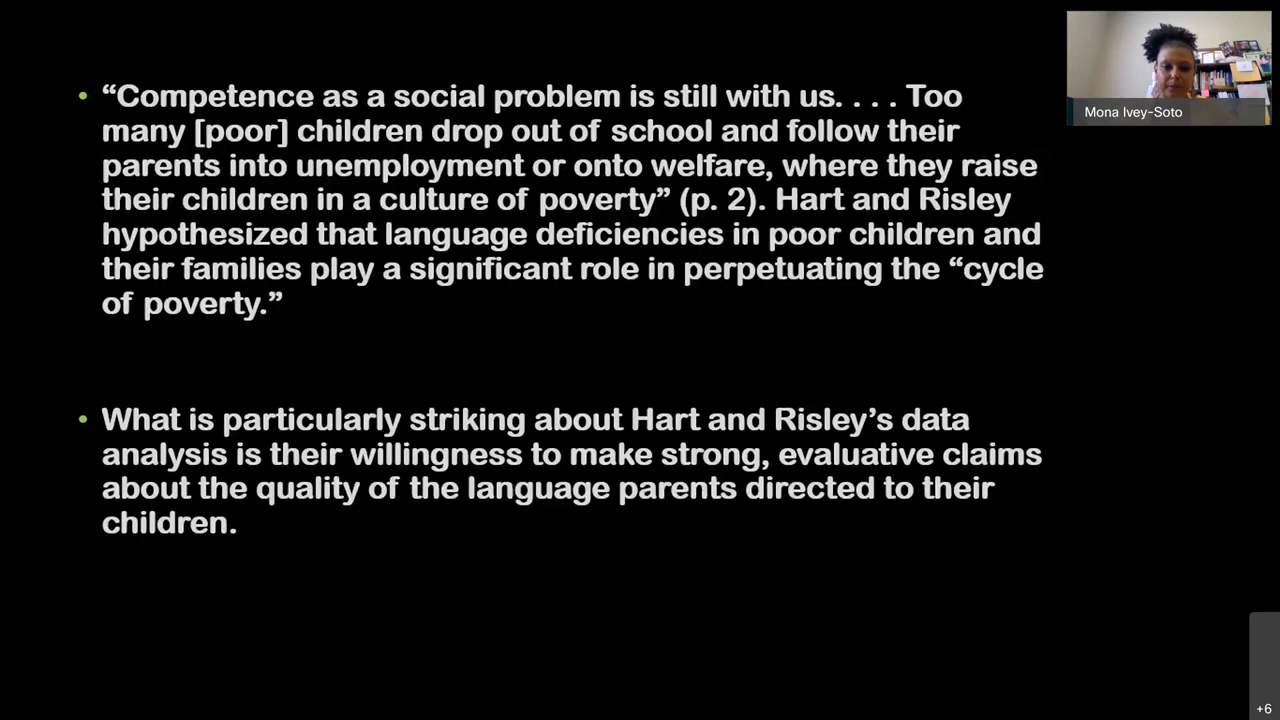 • “Competence as a social problem is still with us. . . . Too
many [poor] children drop out of school and follow their
parents into unemployment or onto welfare, where they raise
their children in a culture of poverty” (p. 2). Hart and Risley
hypothesized that language deficiencies in poor children and
their families play a significant role in perpetuating the “cycle
of poverty.”
• What is particularly striking about Hart and Risley’s data
analysis is their willingness to make strong, evaluative claims
about the quality of the language parents directed to their
children.
Mona Ivey-Soto
+6